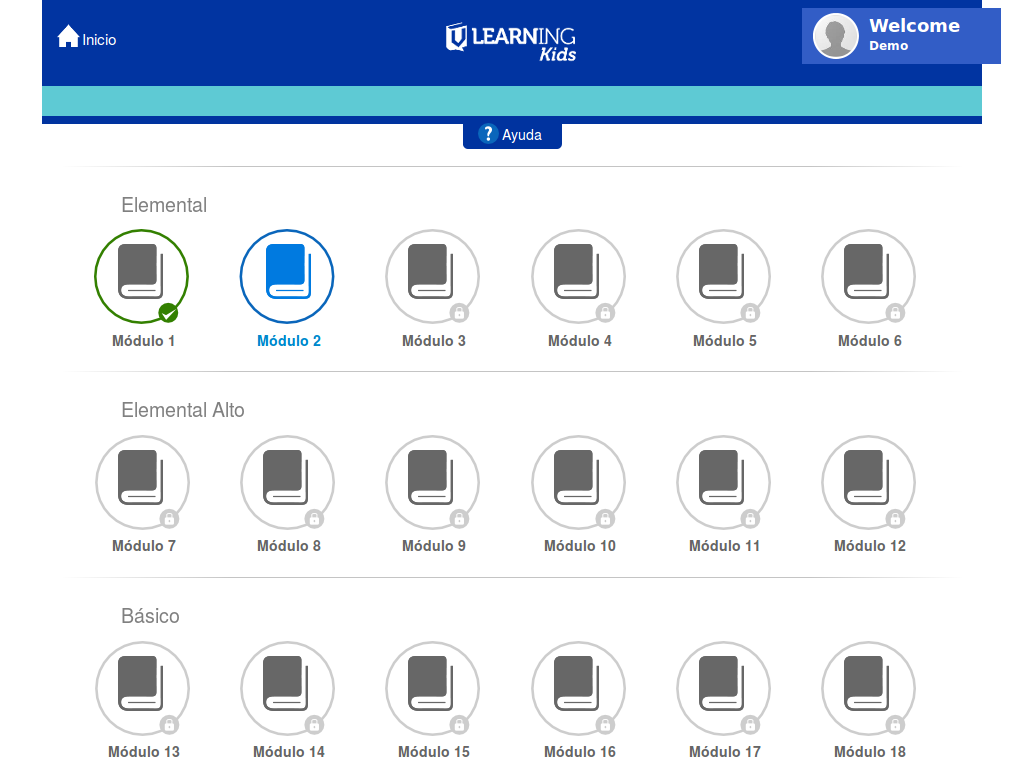 Inicio
LEARNING
Kids
Welcome
Demo
? Ayuda
Elemental
Módulo 1
Módulo 2
Módulo 3
Módulo 4
Módulo 5
Módulo 6
Elemental Alto
Módulo 7
Módulo 8
Módulo 9
Módulo 10
Módulo 11
Módulo 12
Básico
Módulo 13
Módulo 14
Módulo 15
Módulo 16
Módulo 17
Módulo 18